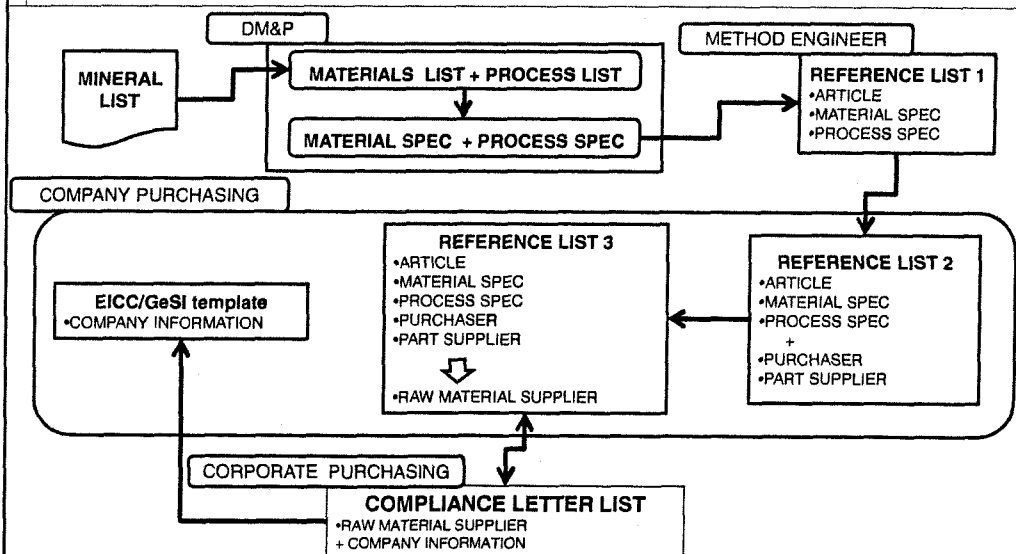 DM&P
MINERAL
LIST
MATERIALS LIST + PROCESS LIST
MATERIAL SPEC + PROCESS SPEC
METHOD ENGINEER
REFERENCE LIST 1
•ARTICLE
•MATERIAL SPEC
•PROCESS SPEC
COMPANY PURCHASING
EICC/GeSI template
•COMPANY INFORMATION
REFERENCE LIST 3
•ARTICLE
•MATERIAL SPEC
•PROCESS SPEC
•PURCHASER
•PART SUPPLIER
•RAW MATERIAL SUPPLIER
REFERENCE LIST 2
•ARTICLE
•MATERIAL SPEC
•PROCESS SPEC
+
•PURCHASER
•PART SUPPLIER
CORPORATE PURCHASING
COMPLIANCE LETTER LIST
•RAW MATERIAL SUPPLIER
+ COMPANY INFORMATION